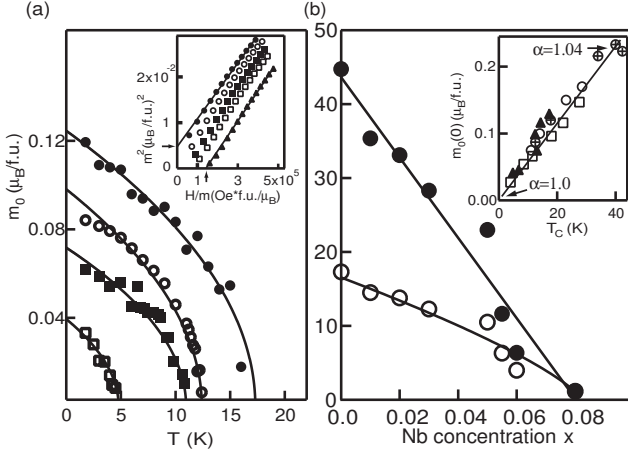 (a)
m₀ (μB/f.u.)
0.12
0.08
0.04
0
5
10
15
20
T (K)
m² (μB/f.u.)²
2x10⁻²
1
0
0
1
3
5x10⁵
H/m(Oe*f.u./μB)
(b)
50
40
30
20
10
0
0.0
0.02
0.04
0.06
0.08
Nb concentration x
m₀(0) (μB/f.u.)
0.2
0.1
0.0
0
20
40
T_C (K)
α=1.04
α=1.0